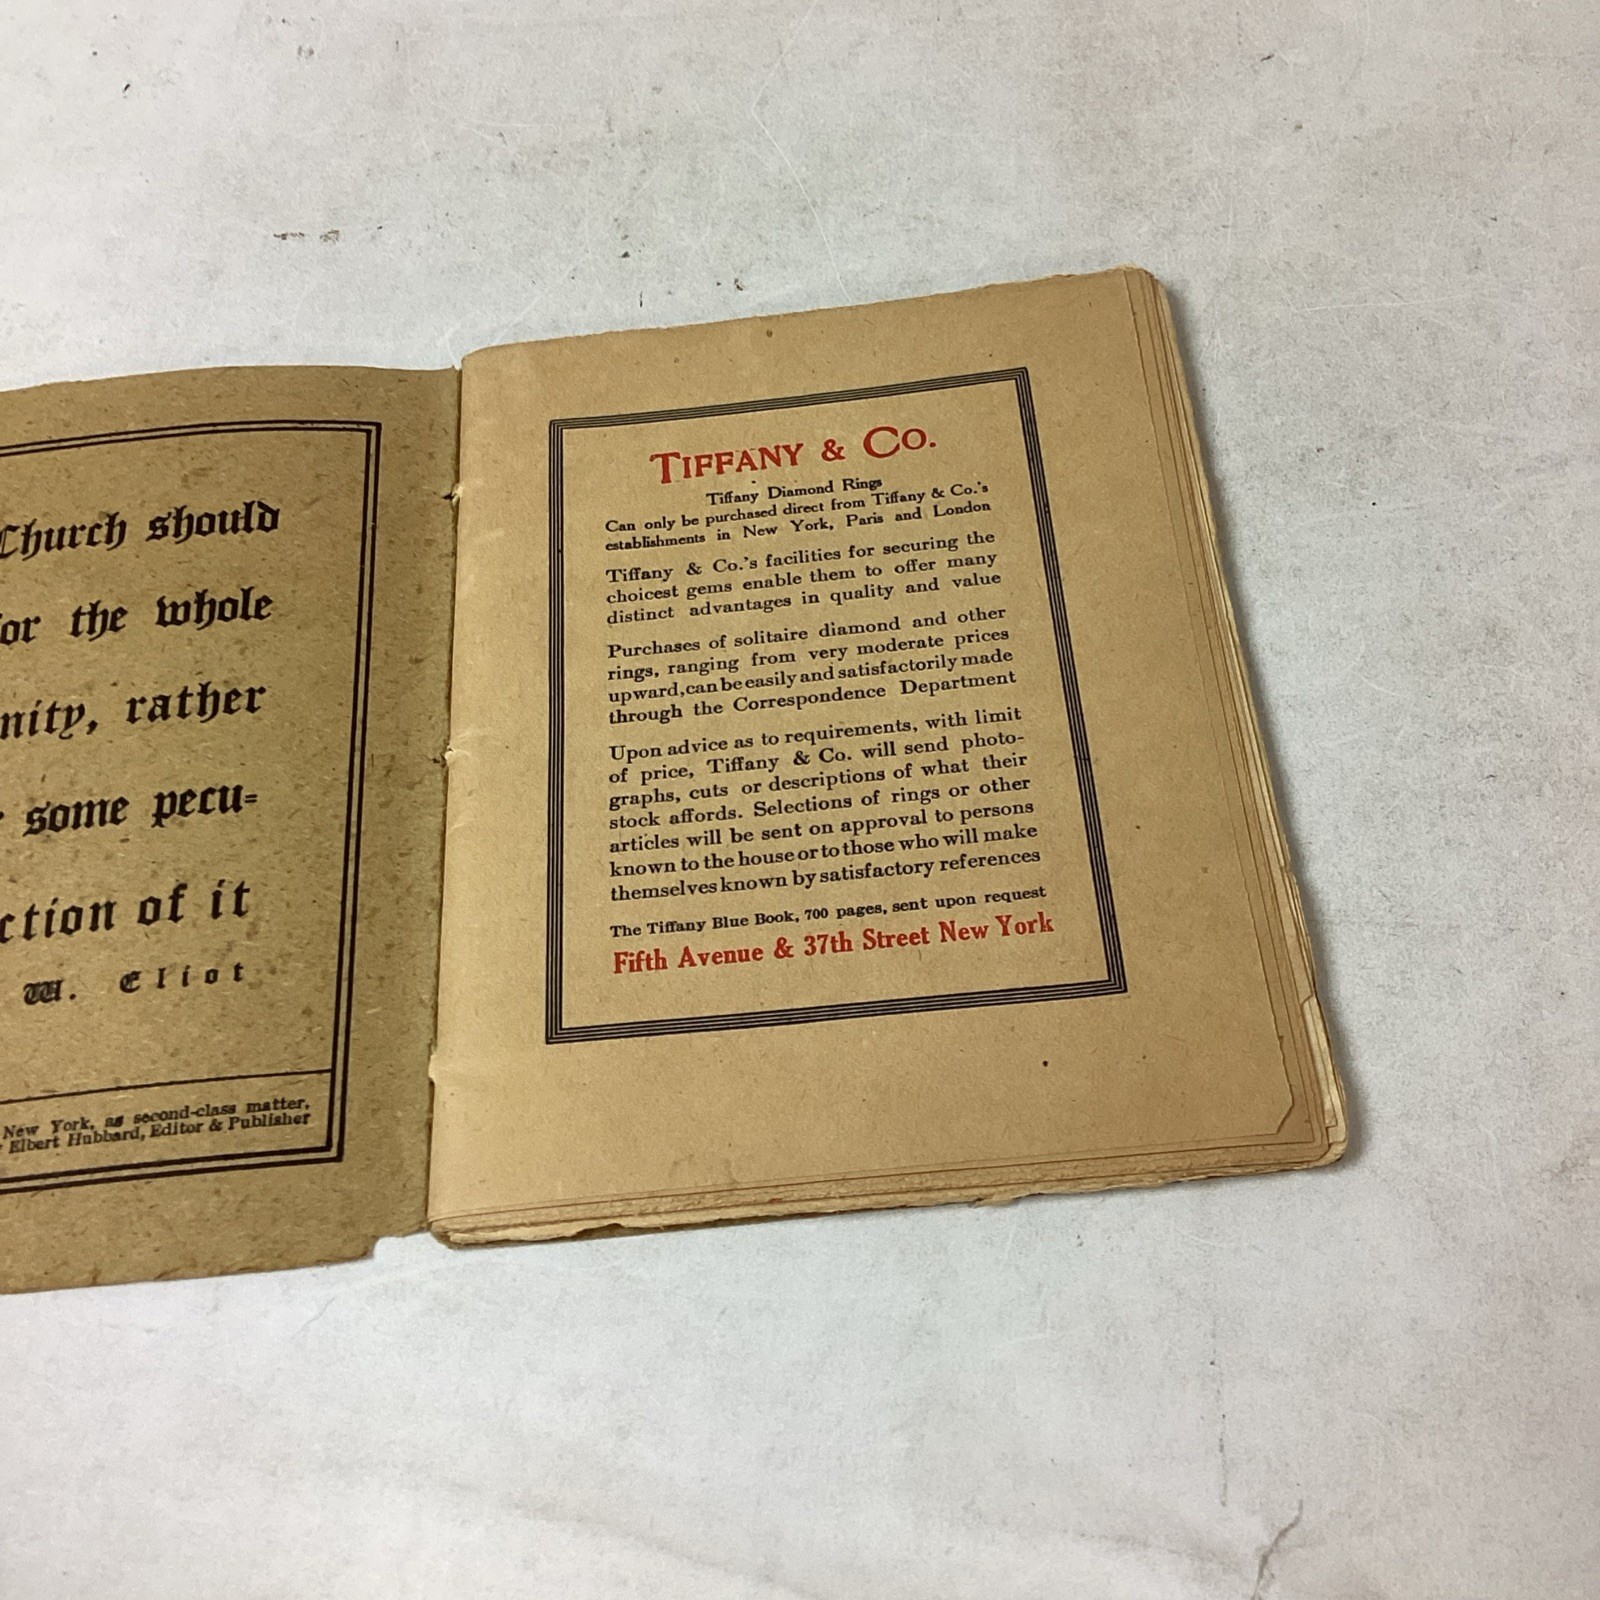 Church should
for the whole
nity, rather
some pecu=
ction of it
W. Eliot
New York, as second-class matter,
Elbert Hubbard, Editor & Publisher
TIFFANY & CO.
Tiffany Diamond Rings
Can only be purchased direct from Tiffany & Co.'s
establishments in New York, Paris and London
Tiffany & Co.'s facilities for securing the
choicest gems enable them to offer many
distinct advantages in quality and value
Purchases of solitaire diamond and other
rings, ranging from very moderate prices
upward, can be easily and satisfactorily made
through the Correspondence Department
Upon advice as to requirements, with limit
of price, Tiffany & Co. will send photo-
graphs, cuts or descriptions of what their
stock affords. Selections of rings or other
articles will be sent on approval to persons
known to the house or to those who will make
themselves known by satisfactory references
The Tiffany Blue Book, 700 pages, sent upon request
Fifth Avenue & 37th Street New York